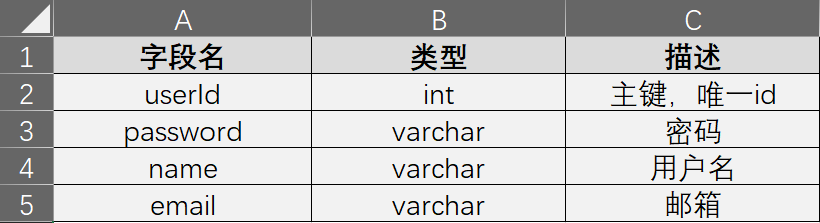 A B C
1 字段名 类型 描述
2 userId int 主键，唯一id
3 password varchar 密码
4 name varchar 用户名
5 email varchar 邮箱